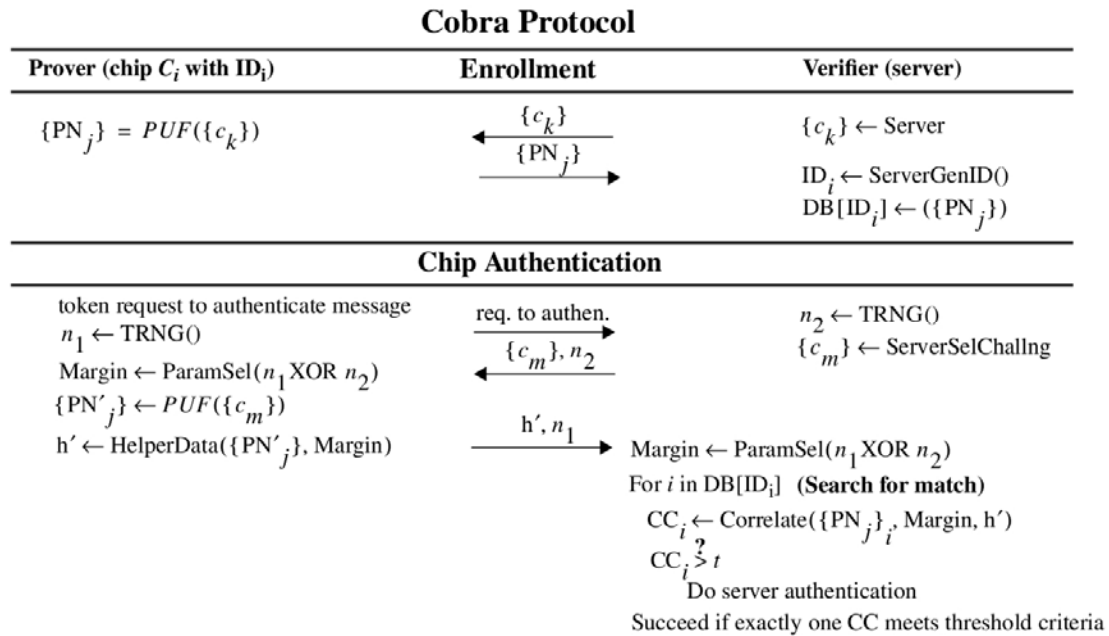 Cobra Protocol
Prover (chip C_i with ID_i) Enrollment Verifier (server)
{c_k}
{PN_j} = PUF({c_k}) {c_k} ← Server
{PN_j}
ID_i ← ServerGenID()
DB[ID_i] ← ({PN_j})
Chip Authentication
token request to authenticate message
req. to authen.
n_1 ← TRNG() n_2 ← TRNG()
{c_m}, n_2 {c_m} ← ServerSelChallng
Margin ← ParamSel(n_1 XOR n_2)
{PN′_j} ← PUF({c_m})
h′, n_1
h′ ← HelperData({PN′_j}, Margin) Margin ← ParamSel(n_1 XOR n_2)
For i in DB[ID_i] (Search for match)
CC_i ← Correlate({PN_j}_i, Margin, h′)
?
CC_i > t
Do server authentication
Succeed if exactly one CC meets threshold criteria